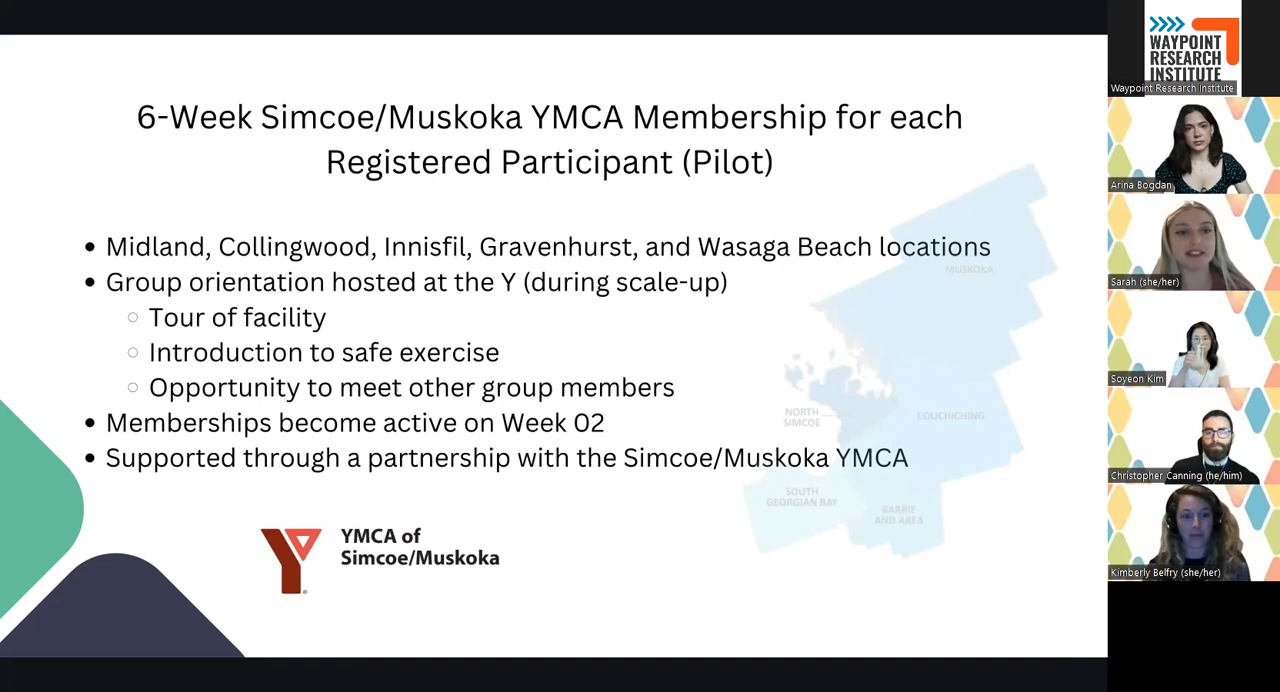 6-Week Simcoe/Muskoka YMCA Membership for each
Registered Participant (Pilot)
• Midland, Collingwood, Innisfil, Gravenhurst, and Wasaga Beach locations
• Group orientation hosted at the Y (during scale-up)
○ Tour of facility
○ Introduction to safe exercise
○ Opportunity to meet other group members
• Memberships become active on Week 02
• Supported through a partnership with the Simcoe/Muskoka YMCA
MUSKOKA
NORTH
SIMCOE
COUCHICHING
SOUTH
GEORGIAN BAY
BARRIE
AND AREA
YMCA of
Simcoe/Muskoka
WAYPOINT
RESEARCH
INSTITUTE
Waypoint Research Institute
Arina Bogdan
Sarah (she/her)
Soyeon Kim
Christopher Canning (he/him)
Kimberly Belfry (she/her)